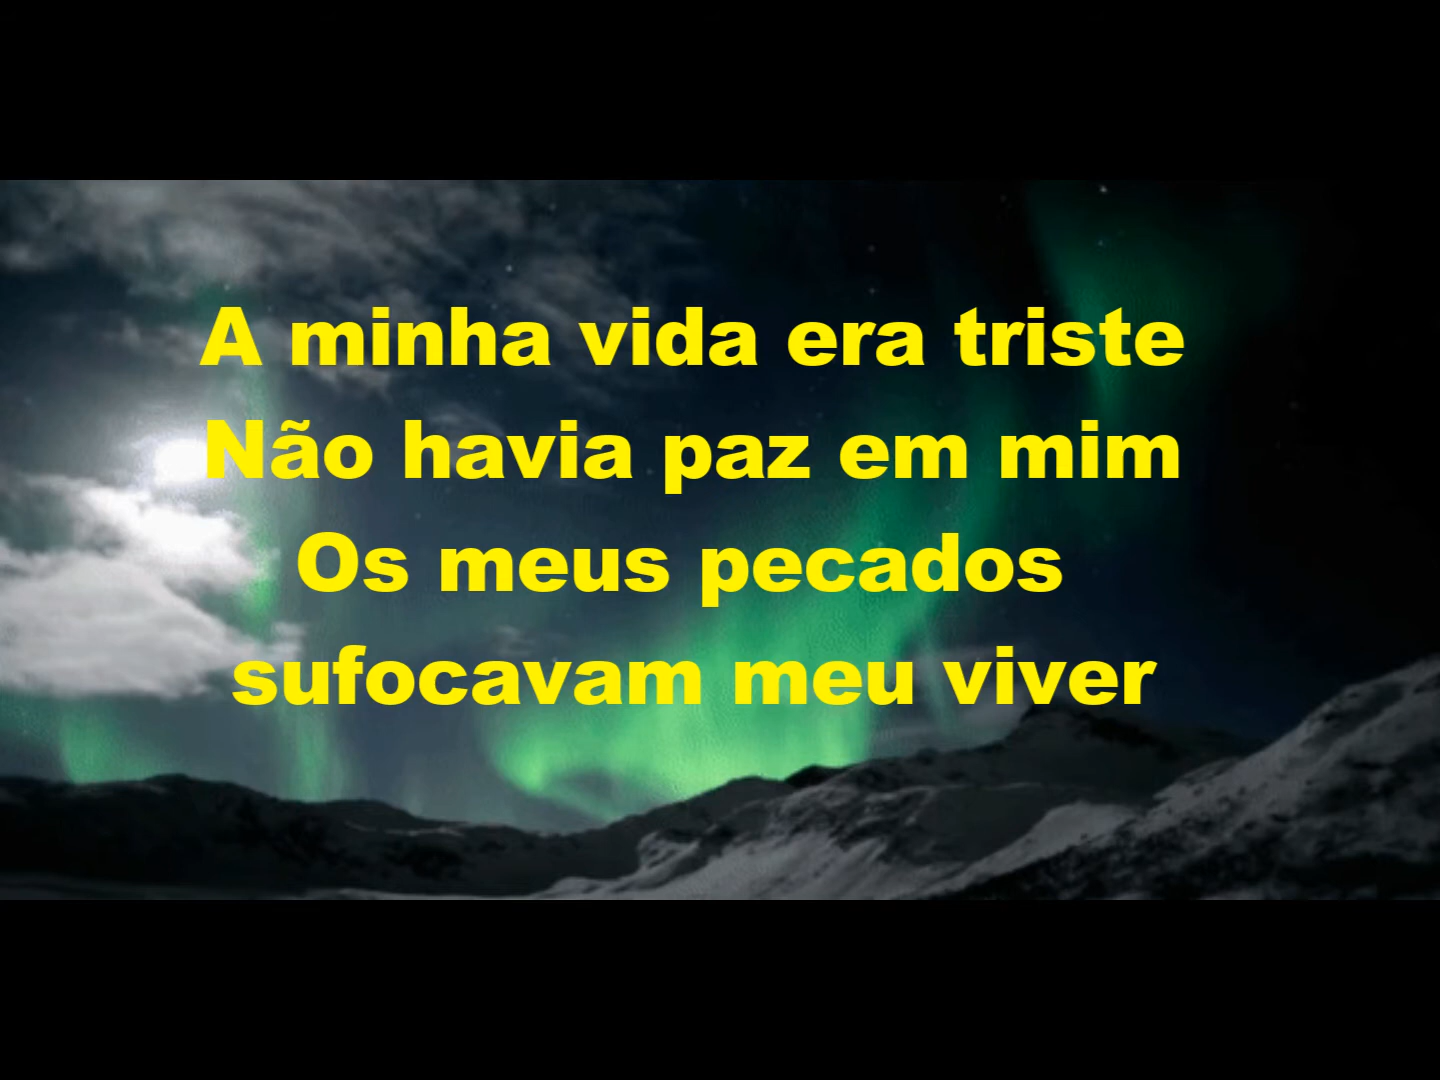 A minha vida era triste
Não havia paz em mim
Os meus pecados
sufocavam meu viver